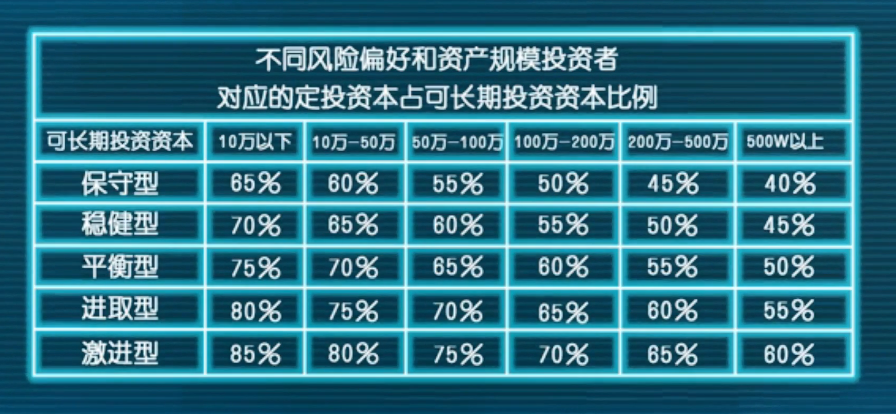 不同风险偏好和资产规模投资者
对应的定投资本占可长期投资资本比例
可长期投资资本 10万以下 10万-50万 50万-100万 100万-200万 200万-500万 500W以上
保守型 65% 60% 55% 50% 45% 40%
稳健型 70% 65% 60% 55% 50% 45%
平衡型 75% 70% 65% 60% 55% 50%
进取型 80% 75% 70% 65% 60% 55%
激进型 85% 80% 75% 70% 65% 60%